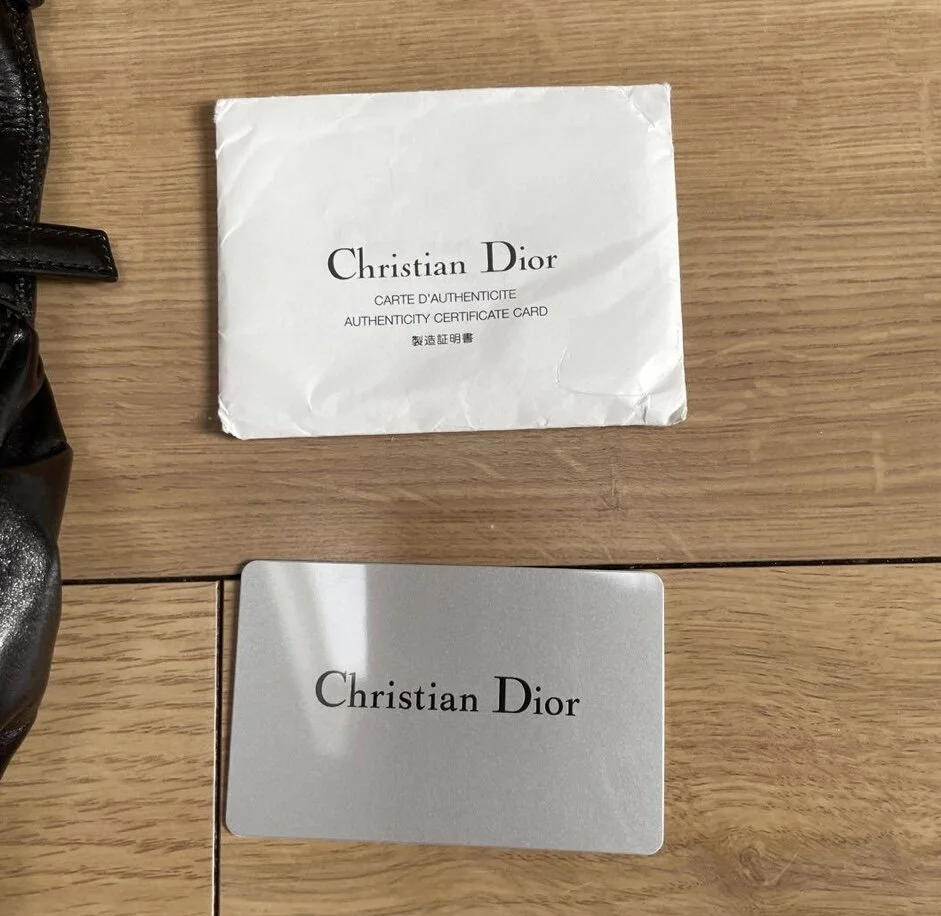 Christian Dior
CARTE D'AUTHENTICITE
AUTHENTICITY CERTIFICATE CARD
製造証明書
Christian Dior